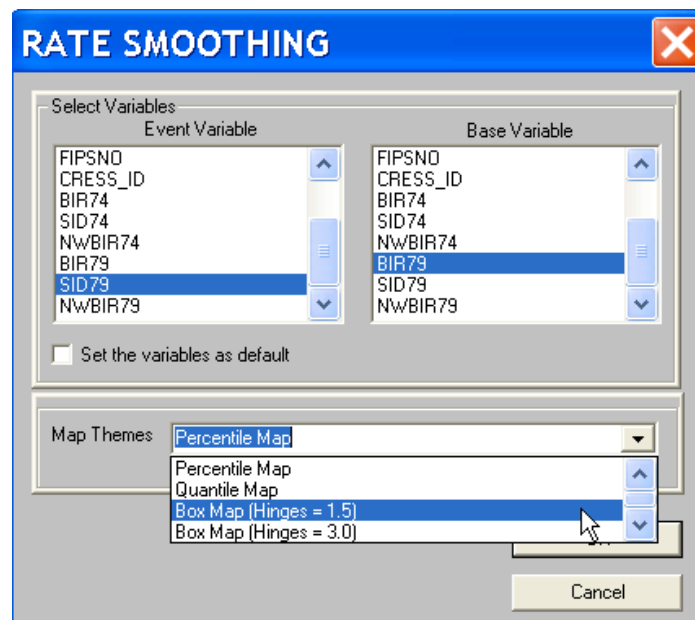 RATE SMOOTHING
Select Variables
Event Variable
FIPSNO
CRESS_ID
BIR74
SID74
NWBIR74
BIR79
SID79
NWBIR79
Base Variable
FIPSNO
CRESS_ID
BIR74
SID74
NWBIR74
BIR79
SID79
NWBIR79
Set the variables as default
Map Themes
Percentile Map
Percentile Map
Quantile Map
Box Map (Hinges = 1.5)
Box Map (Hinges = 3.0)
Cancel